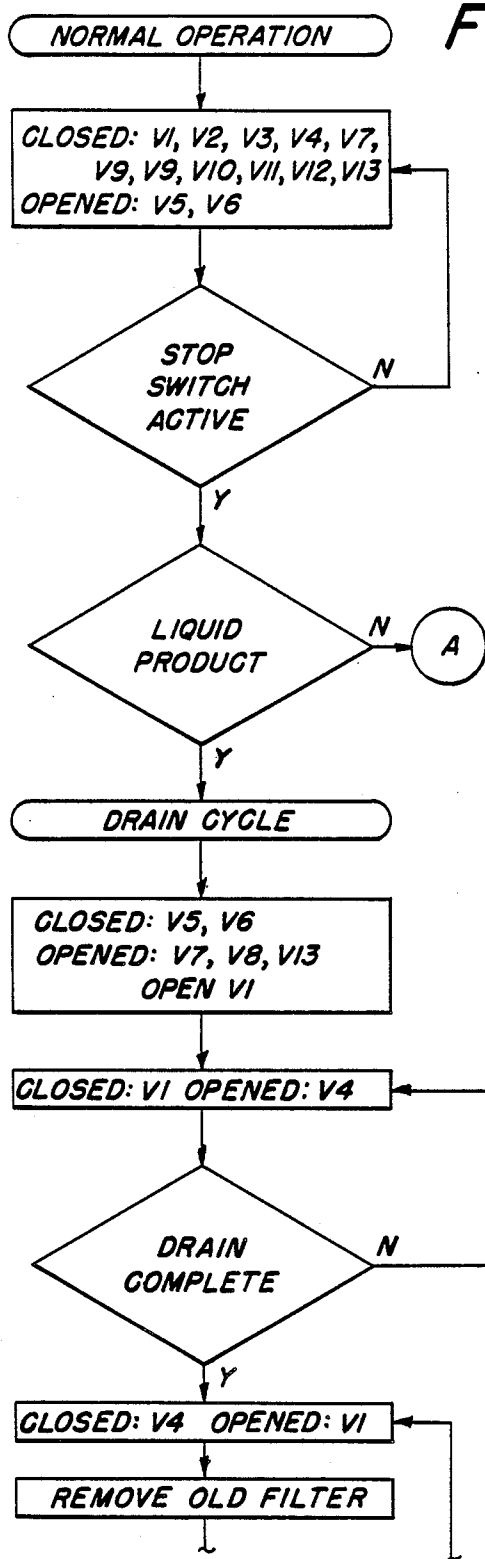 NORMAL OPERATION
F
CLOSED: V1, V2, V3, V4, V7,
V9, V9, V10, V11, V12, V13
OPENED: V5, V6
STOP
SWITCH
ACTIVE
N
Y
LIQUID
PRODUCT
N
A
Y
DRAIN CYCLE
CLOSED: V5, V6
OPENED: V7, V8, V13
OPEN V1
CLOSED: V1 OPENED: V4
DRAIN
COMPLETE
N
Y
CLOSED: V4 OPENED: V1
REMOVE OLD FILTER